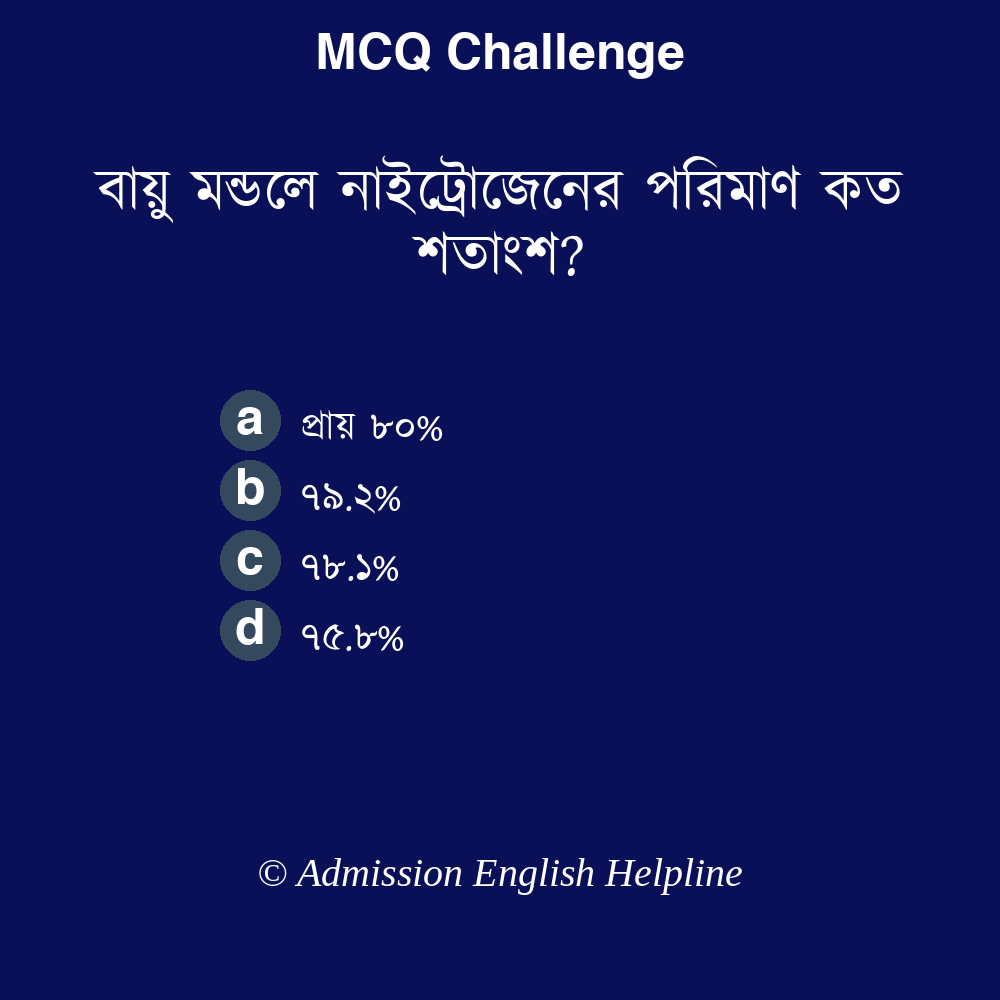 MCQ Challenge
বায়ু মন্ডলে নাইট্রোজেনের পরিমাণ কত
শতাংশ?
a প্রায় ৮০%
b ৭৯.২%
c ৭৮.১%
d ৭৫.৮%
© Admission English Helpline